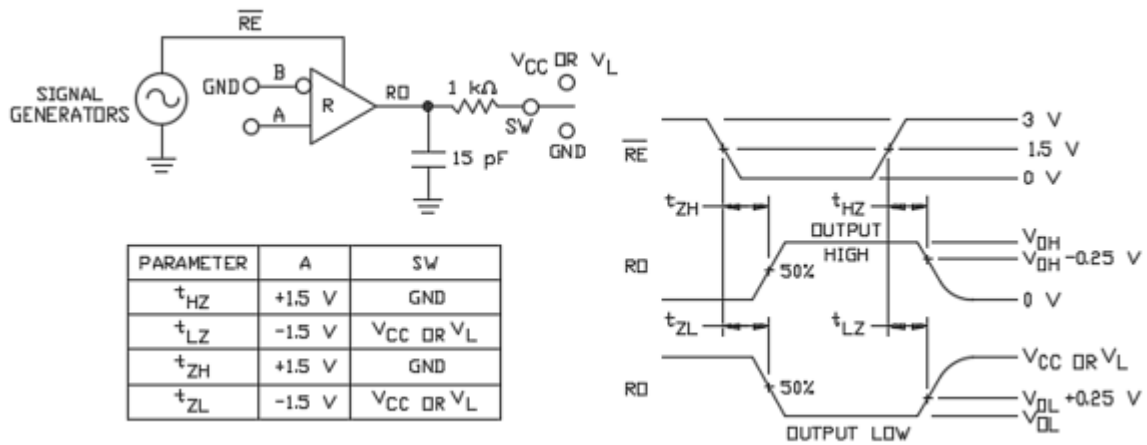 RE
VCC OR VL
GND
B
1 kΩ
RO
R
SIGNAL
GENERATORS
A
SW
GND
15 pF
PARAMETER A SW
tHZ +1.5 V GND
tLZ -1.5 V VCC OR VL
tZH +1.5 V GND
tZL -1.5 V VCC OR VL
RE
3 V
1.5 V
0 V
tZH
tHZ
OUTPUT
HIGH
RO
50%
VOH
VOH -0.25 V
0 V
tZL
tLZ
RO
50%
VCC OR VL
VOL +0.25 V
VOL
OUTPUT LOW